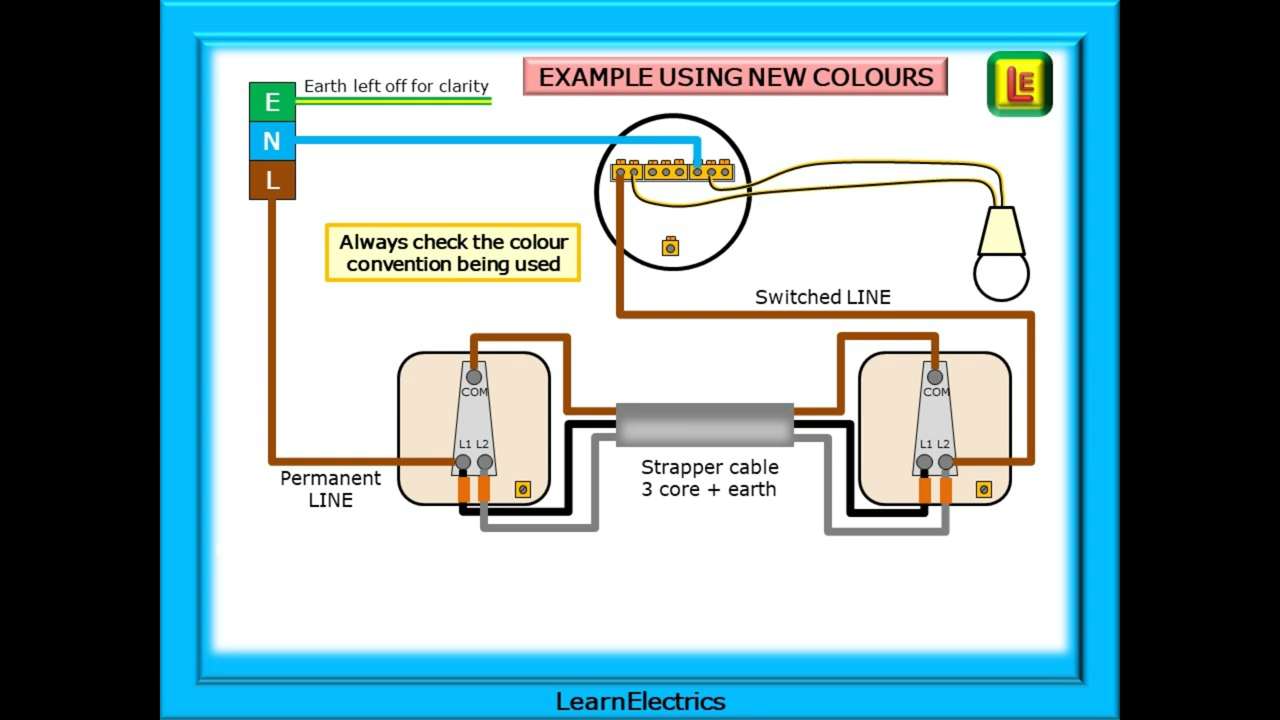 EXAMPLE USING NEW COLOURS
LE
Earth left off for clarity
E
N
L
Always check the colour
convention being used
Switched LINE
COM
L1 L2
COM
L1 L2
Permanent
LINE
Strapper cable
3 core + earth
LearnElectrics